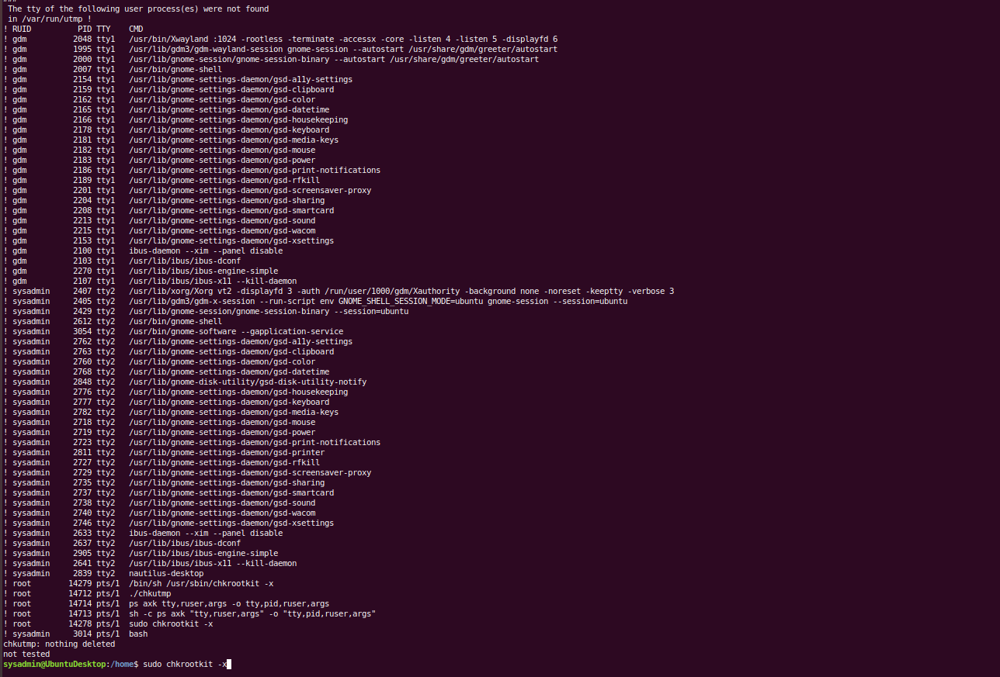 ###
 The tty of the following user process(es) were not found
 in /var/run/utmp !
! RUID          PID TTY    CMD
! gdm          2048 tty1   /usr/bin/Xwayland :1024 -rootless -terminate -accessx -core -listen 4 -listen 5 -displayfd 6
! gdm          1995 tty1   /usr/lib/gdm3/gdm-wayland-session gnome-session --autostart /usr/share/gdm/greeter/autostart
! gdm          2000 tty1   /usr/lib/gnome-session/gnome-session-binary --autostart /usr/share/gdm/greeter/autostart
! gdm          2007 tty1   /usr/bin/gnome-shell
! gdm          2154 tty1   /usr/lib/gnome-settings-daemon/gsd-a11y-settings
! gdm          2159 tty1   /usr/lib/gnome-settings-daemon/gsd-clipboard
! gdm          2162 tty1   /usr/lib/gnome-settings-daemon/gsd-color
! gdm          2165 tty1   /usr/lib/gnome-settings-daemon/gsd-datetime
! gdm          2166 tty1   /usr/lib/gnome-settings-daemon/gsd-housekeeping
! gdm          2178 tty1   /usr/lib/gnome-settings-daemon/gsd-keyboard
! gdm          2181 tty1   /usr/lib/gnome-settings-daemon/gsd-media-keys
! gdm          2182 tty1   /usr/lib/gnome-settings-daemon/gsd-mouse
! gdm          2183 tty1   /usr/lib/gnome-settings-daemon/gsd-power
! gdm          2186 tty1   /usr/lib/gnome-settings-daemon/gsd-print-notifications
! gdm          2189 tty1   /usr/lib/gnome-settings-daemon/gsd-rfkill
! gdm          2201 tty1   /usr/lib/gnome-settings-daemon/gsd-screensaver-proxy
! gdm          2204 tty1   /usr/lib/gnome-settings-daemon/gsd-sharing
! gdm          2208 tty1   /usr/lib/gnome-settings-daemon/gsd-smartcard
! gdm          2213 tty1   /usr/lib/gnome-settings-daemon/gsd-sound
! gdm          2215 tty1   /usr/lib/gnome-settings-daemon/gsd-wacom
! gdm          2153 tty1   /usr/lib/gnome-settings-daemon/gsd-xsettings
! gdm          2100 tty1   ibus-daemon --xim --panel disable
! gdm          2103 tty1   /usr/lib/ibus/ibus-dconf
! gdm          2270 tty1   /usr/lib/ibus/ibus-engine-simple
! gdm          2107 tty1   /usr/lib/ibus/ibus-x11 --kill-daemon
! sysadmin     2407 tty2   /usr/lib/xorg/Xorg vt2 -displayfd 3 -auth /run/user/1000/gdm/Xauthority -background none -noreset -keeptty -verbose 3
! sysadmin     2405 tty2   /usr/lib/gdm3/gdm-x-session --run-script env GNOME_SHELL_SESSION_MODE=ubuntu gnome-session --session=ubuntu
! sysadmin     2429 tty2   /usr/lib/gnome-session/gnome-session-binary --session=ubuntu
! sysadmin     2612 tty2   /usr/bin/gnome-shell
! sysadmin     3054 tty2   /usr/bin/gnome-software --gapplication-service
! sysadmin     2762 tty2   /usr/lib/gnome-settings-daemon/gsd-a11y-settings
! sysadmin     2763 tty2   /usr/lib/gnome-settings-daemon/gsd-clipboard
! sysadmin     2760 tty2   /usr/lib/gnome-settings-daemon/gsd-color
! sysadmin     2768 tty2   /usr/lib/gnome-settings-daemon/gsd-datetime
! sysadmin     2848 tty2   /usr/lib/gnome-disk-utility/gsd-disk-utility-notify
! sysadmin     2776 tty2   /usr/lib/gnome-settings-daemon/gsd-housekeeping
! sysadmin     2777 tty2   /usr/lib/gnome-settings-daemon/gsd-keyboard
! sysadmin     2782 tty2   /usr/lib/gnome-settings-daemon/gsd-media-keys
! sysadmin     2718 tty2   /usr/lib/gnome-settings-daemon/gsd-mouse
! sysadmin     2719 tty2   /usr/lib/gnome-settings-daemon/gsd-power
! sysadmin     2723 tty2   /usr/lib/gnome-settings-daemon/gsd-print-notifications
! sysadmin     2811 tty2   /usr/lib/gnome-settings-daemon/gsd-printer
! sysadmin     2727 tty2   /usr/lib/gnome-settings-daemon/gsd-rfkill
! sysadmin     2729 tty2   /usr/lib/gnome-settings-daemon/gsd-screensaver-proxy
! sysadmin     2735 tty2   /usr/lib/gnome-settings-daemon/gsd-sharing
! sysadmin     2737 tty2   /usr/lib/gnome-settings-daemon/gsd-smartcard
! sysadmin     2738 tty2   /usr/lib/gnome-settings-daemon/gsd-sound
! sysadmin     2740 tty2   /usr/lib/gnome-settings-daemon/gsd-wacom
! sysadmin     2746 tty2   /usr/lib/gnome-settings-daemon/gsd-xsettings
! sysadmin     2633 tty2   ibus-daemon --xim --panel disable
! sysadmin     2637 tty2   /usr/lib/ibus/ibus-dconf
! sysadmin     2905 tty2   /usr/lib/ibus/ibus-engine-simple
! sysadmin     2641 tty2   /usr/lib/ibus/ibus-x11 --kill-daemon
! sysadmin     2839 tty2   nautilus-desktop
! root        14279 pts/1  /bin/sh /usr/sbin/chkrootkit -x
! root        14712 pts/1  ./chkutmp
! root        14714 pts/1  ps axk tty,ruser,args -o tty,pid,ruser,args
! root        14713 pts/1  sh -c ps axk "tty,ruser,args" -o "tty,pid,ruser,args"
! root        14278 pts/1  sudo chkrootkit -x
! sysadmin     3014 pts/1  bash
chkutmp: nothing deleted
not tested
sysadmin@UbuntuDesktop:/home$ sudo chkrootkit -x